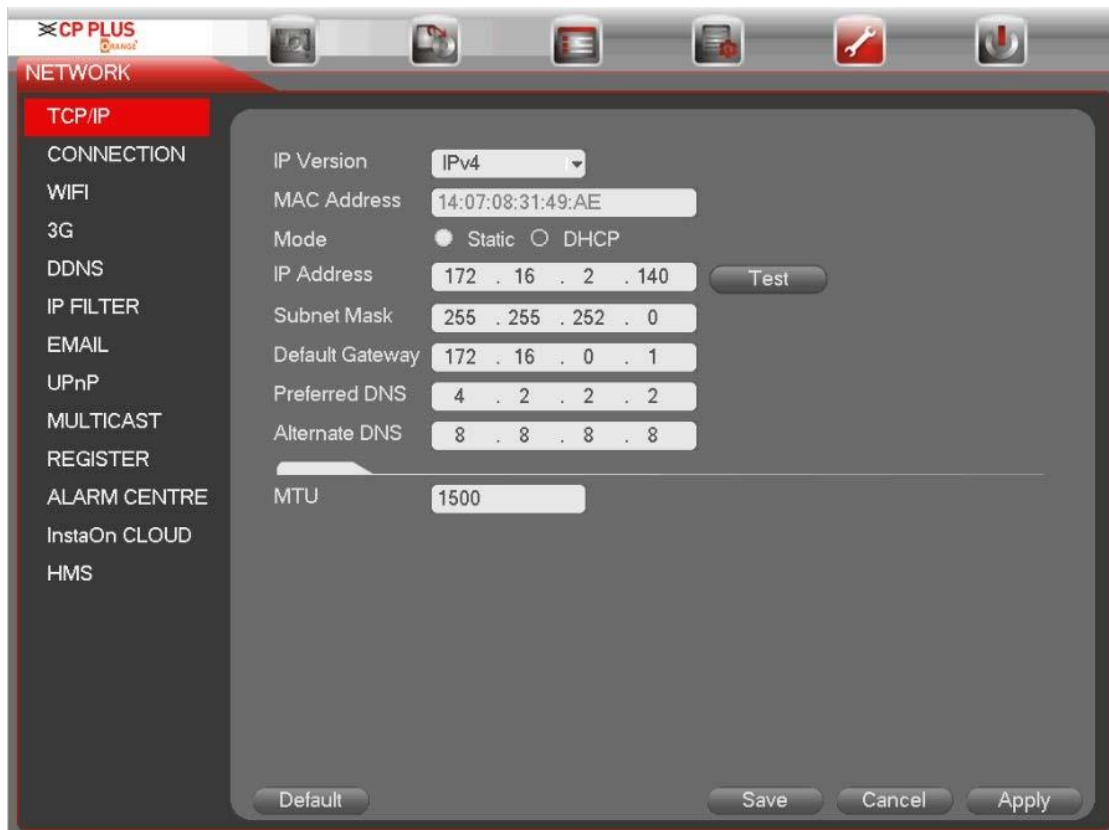 CP PLUS
ORANGE
NETWORK
TCP/IP
CONNECTION
WIFI
3G
DDNS
IP FILTER
EMAIL
UPnP
MULTICAST
REGISTER
ALARM CENTRE
InstaOn CLOUD
HMS
IP Version IPv4
MAC Address 14:07:08:31:49:AE
Mode Static DHCP
IP Address 172 . 16 . 2 . 140 Test
Subnet Mask 255 . 255 . 252 . 0
Default Gateway 172 . 16 . 0 . 1
Preferred DNS 4 . 2 . 2 . 2
Alternate DNS 8 . 8 . 8 . 8
MTU 1500
Default Save Cancel Apply